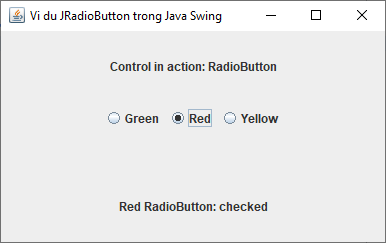 Vi du JRadioButton trong Java Swing
Control in action: RadioButton
Green Red Yellow
Red RadioButton: checked